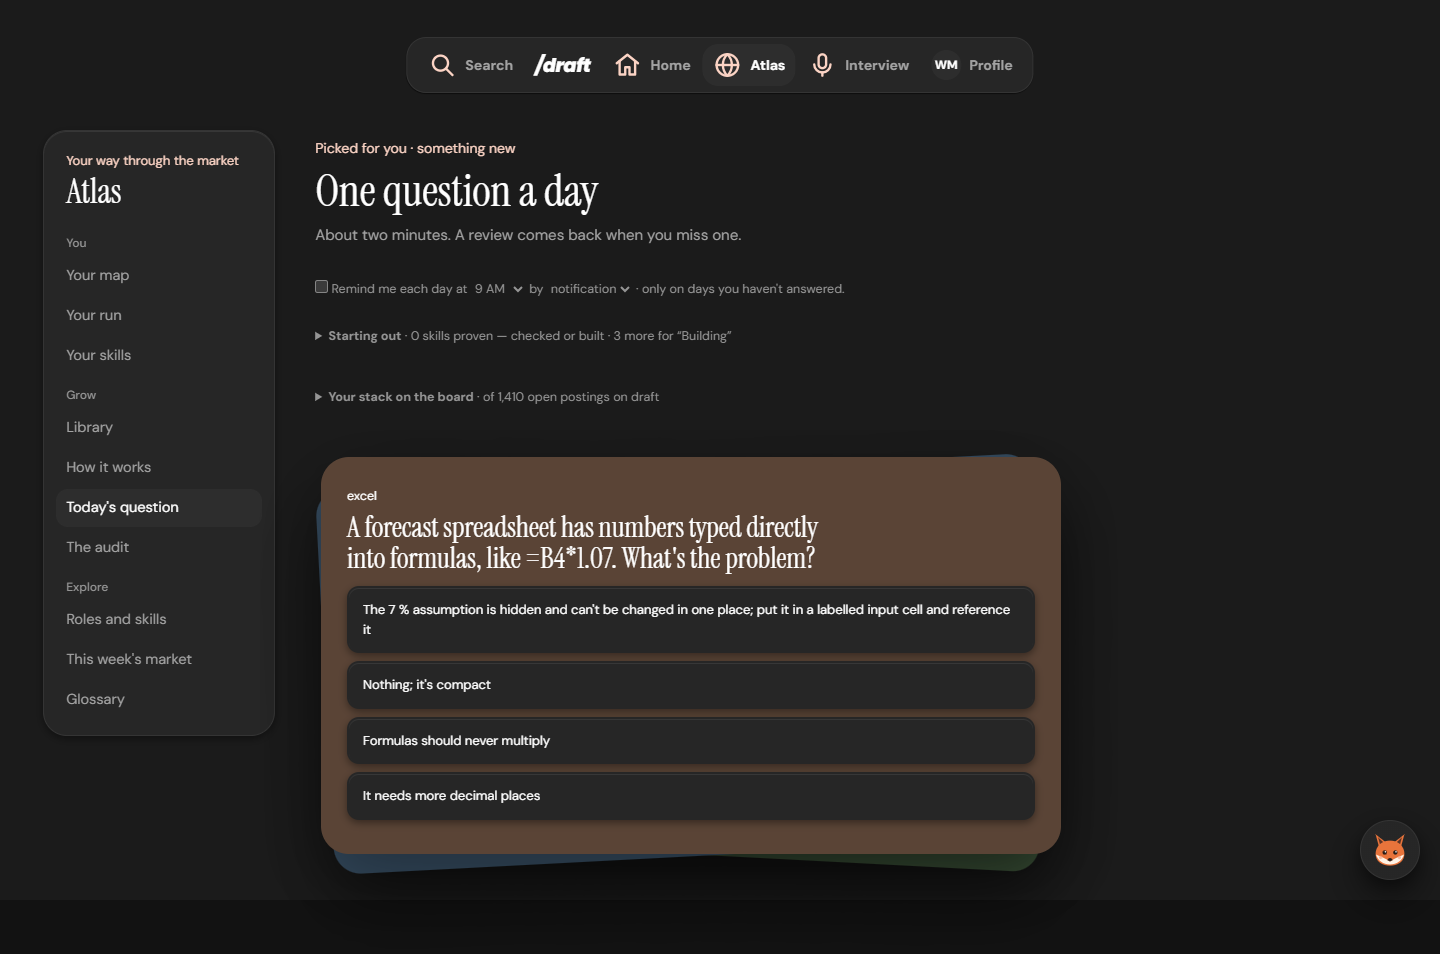 Search
/draft
Home
Atlas
Interview
WM
Profile
Your way through the market
Atlas
You
Your map
Your run
Your skills
Grow
Library
How it works
Today's question
The audit
Explore
Roles and skills
This week's market
Glossary
Picked for you · something new
One question a day
About two minutes. A review comes back when you miss one.
Remind me each day at 9 AM by notification · only on days you haven't answered.
Starting out · 0 skills proven — checked or built · 3 more for “Building”
Your stack on the board · of 1,410 open postings on draft
excel
A forecast spreadsheet has numbers typed directly
into formulas, like =B4*1.07. What's the problem?
The 7 % assumption is hidden and can't be changed in one place; put it in a labelled input cell and reference
it
Nothing; it's compact
Formulas should never multiply
It needs more decimal places